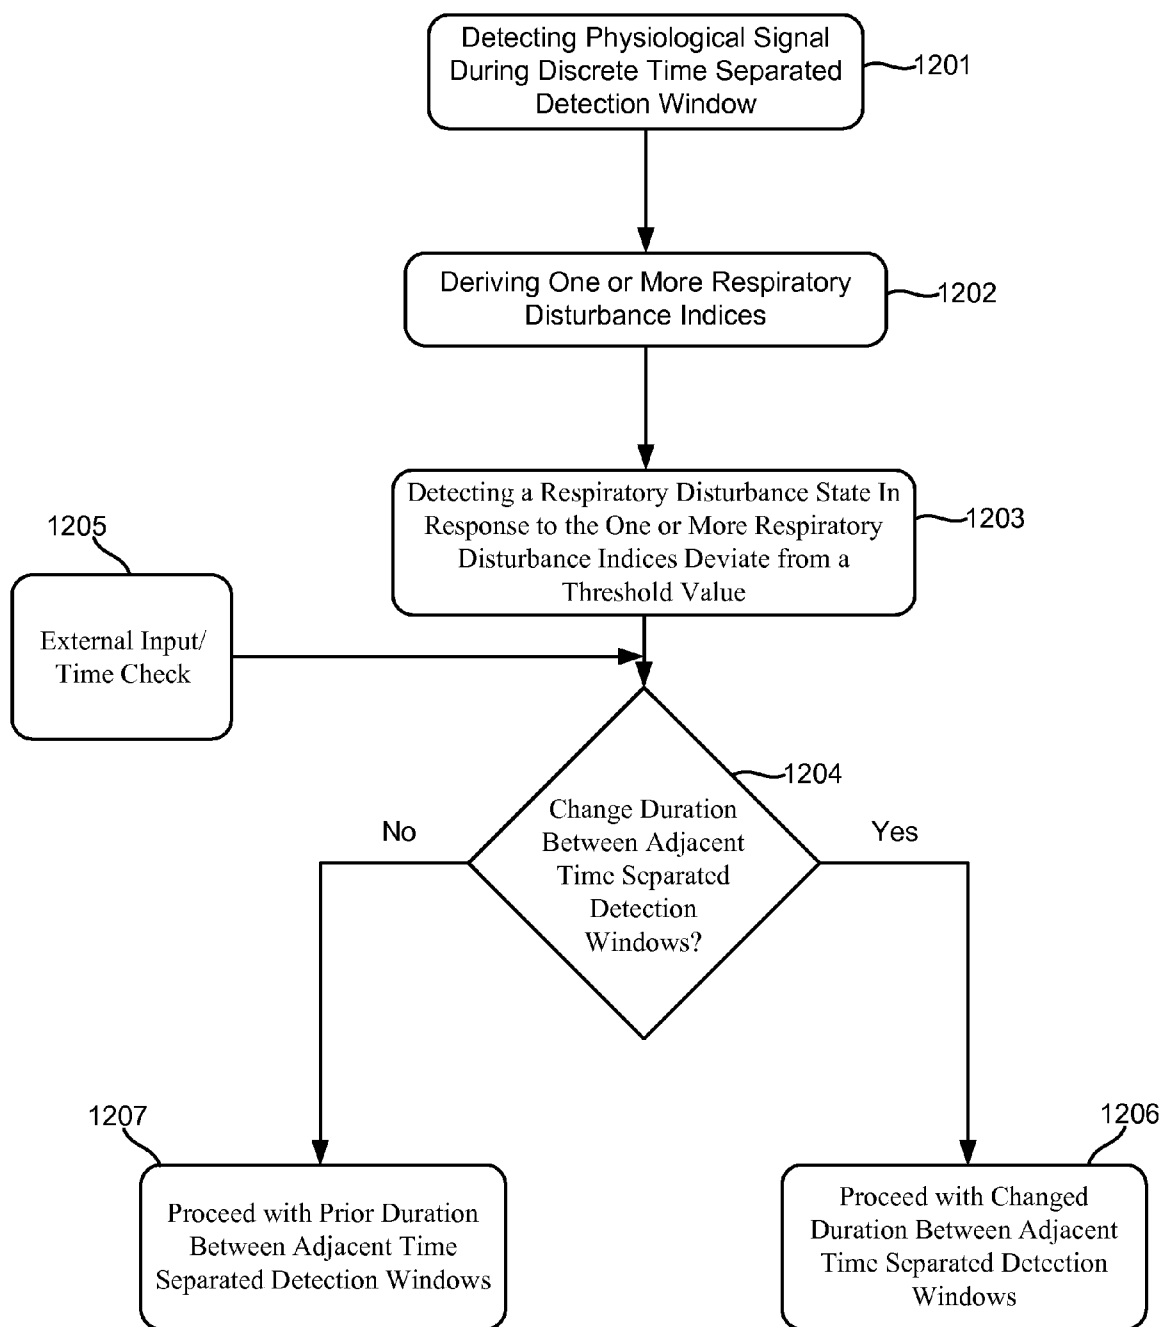 Detecting Physiological Signal
During Discrete Time Separated
Detection Window
1201
Deriving One or More Respiratory
Disturbance Indices
1202
Detecting a Respiratory Disturbance State In
Response to the One or More Respiratory
Disturbance Indices Deviate from a
Threshold Value
1203
1205
External Input/
Time Check
1204
Change Duration
Between Adjacent
Time Separated
Detection
Windows?
No
Yes
1207
Proceed with Prior Duration
Between Adjacent Time
Separated Detection Windows
1206
Proceed with Changed
Duration Between Adjacent
Time Separated Detection
Windows